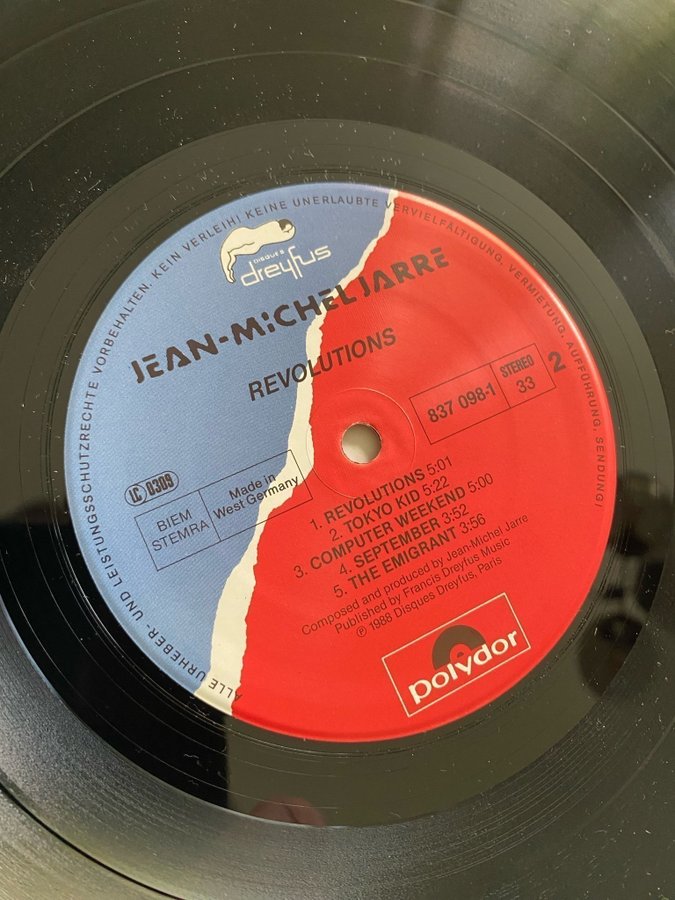 ALLE URHEBER- UND LEISTUNGSSCHUTZRECHTE VORBEHALTEN. KEIN VERLEIH! KEINE UNERLAUBTE VERVIELFÄLTIGUNG, VERMIETUNG, AUFFÜHRUNG, SENDUNG!
DISQUES
dreyfus
JEAN-MICHEL JARRE
REVOLUTIONS
837 098-1
STEREO
33
2
LC 0309
BIEM
STEMRA
Made in
West Germany
1. REVOLUTIONS 5:01
2. TOKYO KID 5:22
3. COMPUTER WEEKEND 5:00
4. SEPTEMBER 3:52
5. THE EMIGRANT 3:56
Composed and produced by Jean-Michel Jarre
Published by Francis Dreyfus Music
℗ 1988 Disques Dreyfus, Paris
polydor